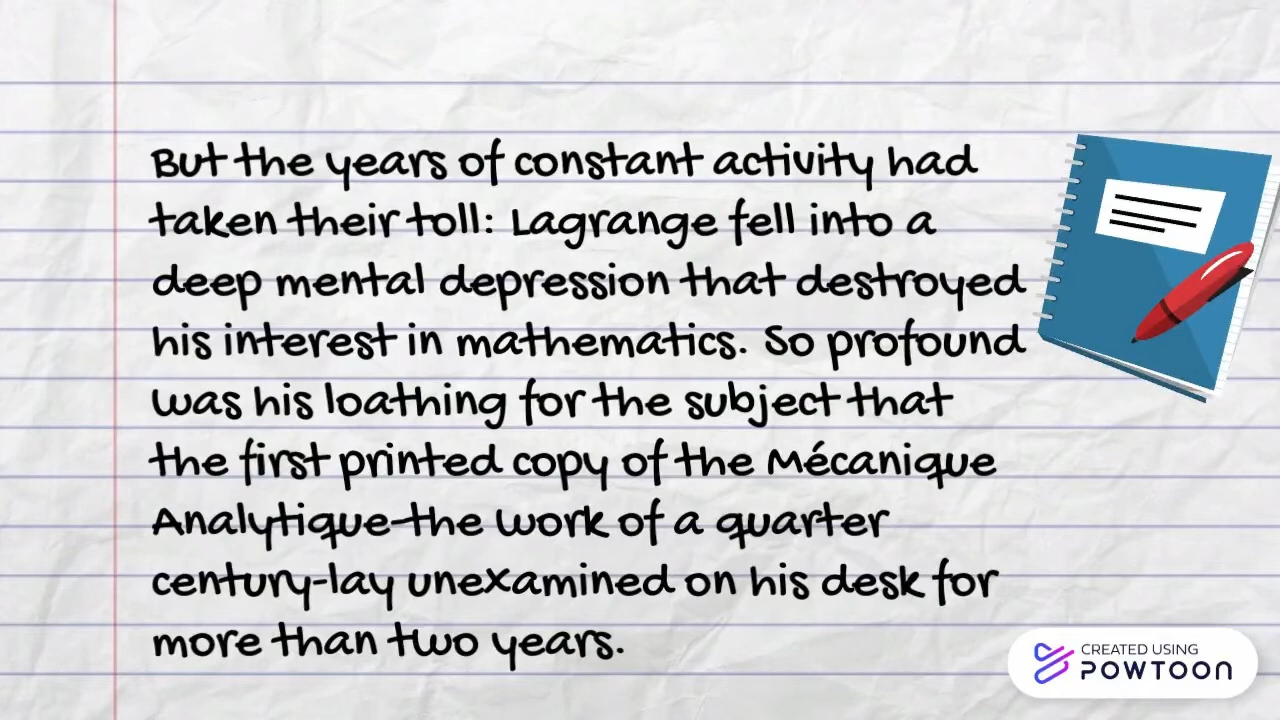 But the years of constant activity had
taken their toll: Lagrange fell into a
deep mental depression that destroyed
his interest in mathematics. So profound
was his loathing for the subject that
the first printed copy of the Mécanique
Analytique-the work of a quarter
century-lay unexamined on his desk for
more than two years.
CREATED USING
POWTOON